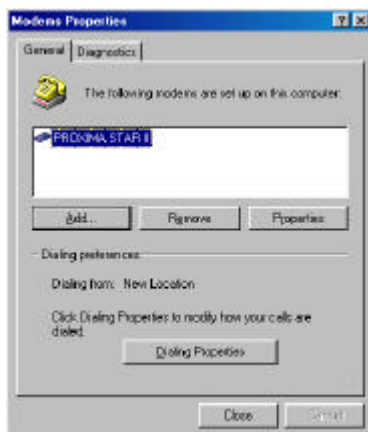 Modems Properties
General Diagnostics
The following modems are set up on this computer:
PROXIMA STAR II
Add... Remove Properties
Dialing preferences
Dialing from: New Location
Click Dialing Properties to modify how your calls are
dialed.
Dialing Properties
Close